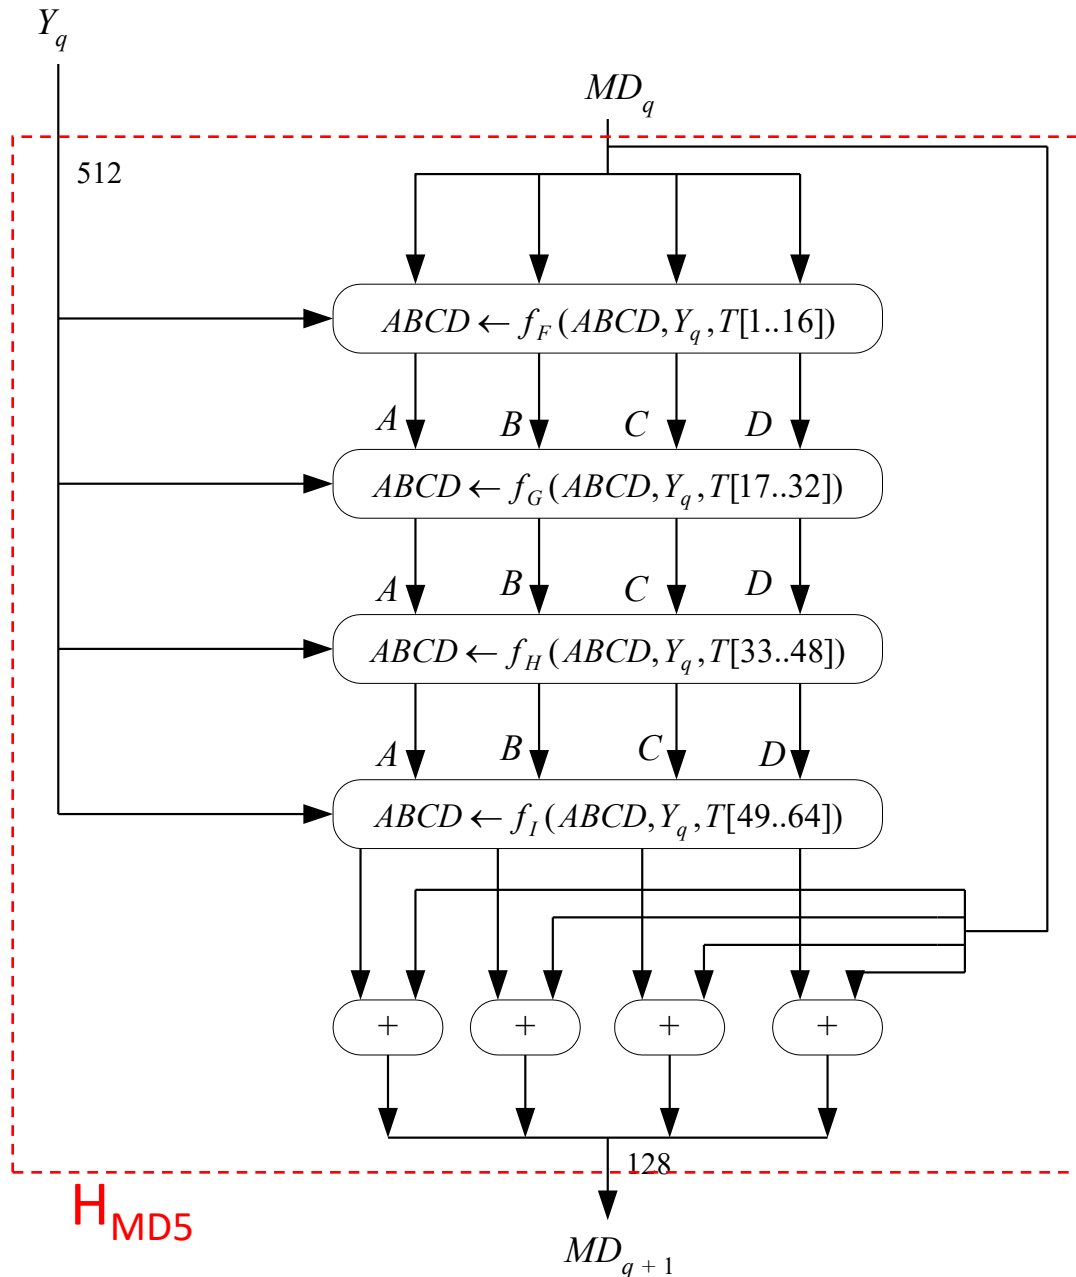 Y_q
MD_q
512
ABCD ← f_F (ABCD, Y_q, T[1..16])
A B C D
ABCD ← f_G (ABCD, Y_q, T[17..32])
A B C D
ABCD ← f_H (ABCD, Y_q, T[33..48])
A B C D
ABCD ← f_I (ABCD, Y_q, T[49..64])
+ + + +
128
H_MD5
MD_q + 1